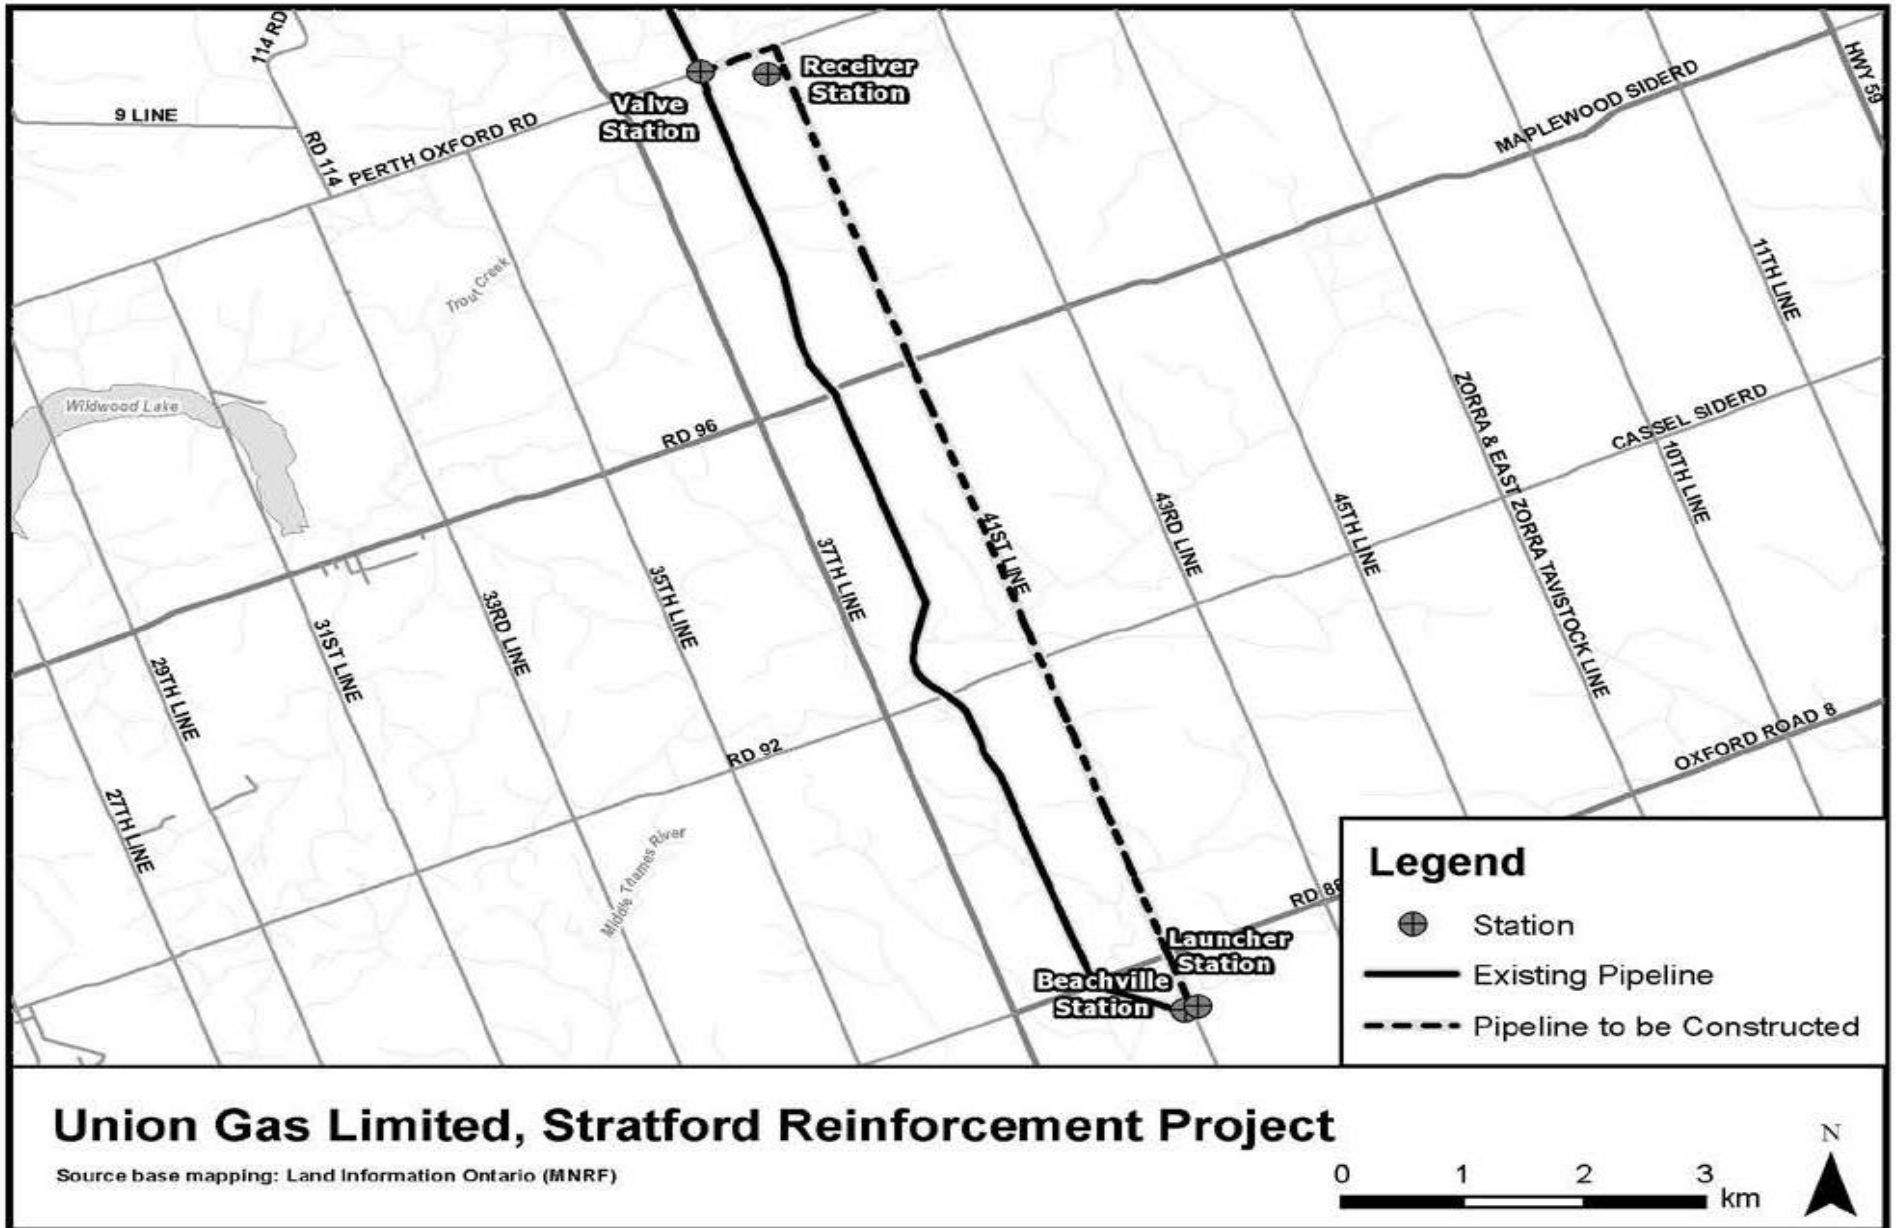 114 RD
HWY 59
Receiver
Station
Valve
Station
MAPLEWOOD SIDERD
9 LINE
RD 114
PERTH OXFORD RD
Trout Creek
11TH LINE
Wildwood Lake
RD 96
ZORRA & EAST ZORRA TAVISTOCK LINE
CASSEL SIDERD
10TH LINE
41ST LINE
43RD LINE
45TH LINE
37TH LINE
35TH LINE
33RD LINE
31ST LINE
29TH LINE
27TH LINE
RD 92
OXFORD ROAD 8
Middle Thames River
RD 88
Launcher
Station
Beachville
Station
Legend
Station
Existing Pipeline
Pipeline to be Constructed
Union Gas Limited, Stratford Reinforcement Project
Source base mapping: Land Information Ontario (MNRF)
0 1 2 3
km
N